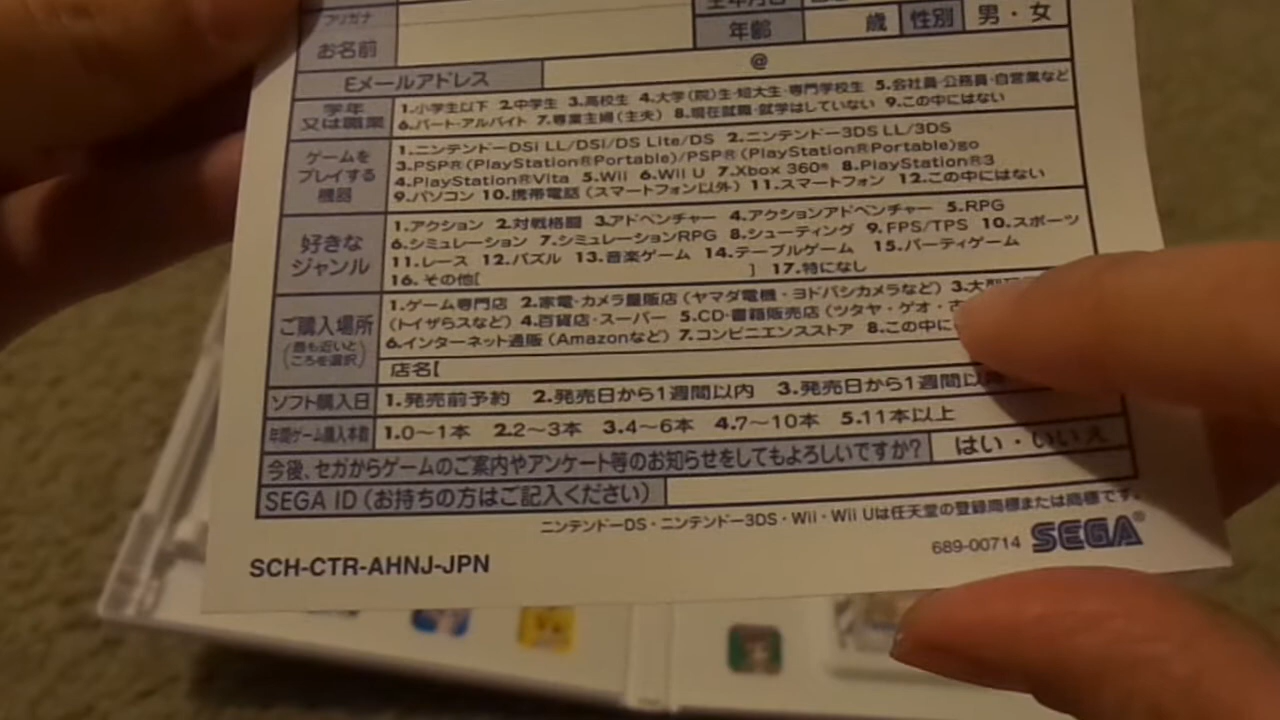 フリガナ
お名前
年齢 歳 性別 男・女
Eメールアドレス @
学年又は職業
1.小学生以下 2.中学生 3.高校生 4.大学(院)生・短大生・専門学校生 5.会社員・公務員・自営業など
6.パート・アルバイト 7.専業主婦(主夫) 8.現在就職・就学はしていない 9.この中にはない
ゲームをプレイする機器
1.ニンテンドーDSi LL/DSi/DS Lite/DS 2.ニンテンドー3DS LL/3DS
3.PSP®(PlayStation®Portable)/PSP®(PlayStation®Portable)go
4.PlayStation®Vita 5.Wii 6.Wii U 7.Xbox 360® 8.PlayStation®3
9.パソコン 10.携帯電話(スマートフォン以外) 11.スマートフォン 12.この中にはない
好きなジャンル
1.アクション 2.対戦格闘 3.アドベンチャー 4.アクションアドベンチャー 5.RPG
6.シミュレーション 7.シミュレーションRPG 8.シューティング 9.FPS/TPS 10.スポーツ
11.レース 12.パズル 13.音楽ゲーム 14.テーブルゲーム 15.パーティゲーム
16.その他[ ] 17.特になし
ご購入場所
(最も近いところを選択)
1.ゲーム専門店 2.家電・カメラ量販店(ヤマダ電機・ヨドバシカメラなど) 3.大型
(トイザらスなど) 4.百貨店・スーパー 5.CD・書籍販売店(ツタヤ・ゲオ・
6.インターネット通販(Amazonなど) 7.コンビニエンスストア 8.この中に
店名[
ソフト購入日 1.発売前予約 2.発売日から1週間以内 3.発売日から1週間以
年間ゲーム購入本数 1.0～1本 2.2～3本 3.4～6本 4.7～10本 5.11本以上
今後、セガからゲームのご案内やアンケート等のお知らせをしてもよろしいですか? はい・いいえ
SEGA ID(お持ちの方はご記入ください)
ニンテンドーDS・ニンテンドー3DS・Wii・Wii Uは任天堂の登録商標または商標です。
SCH-CTR-AHNJ-JPN
689-00714 SEGA®